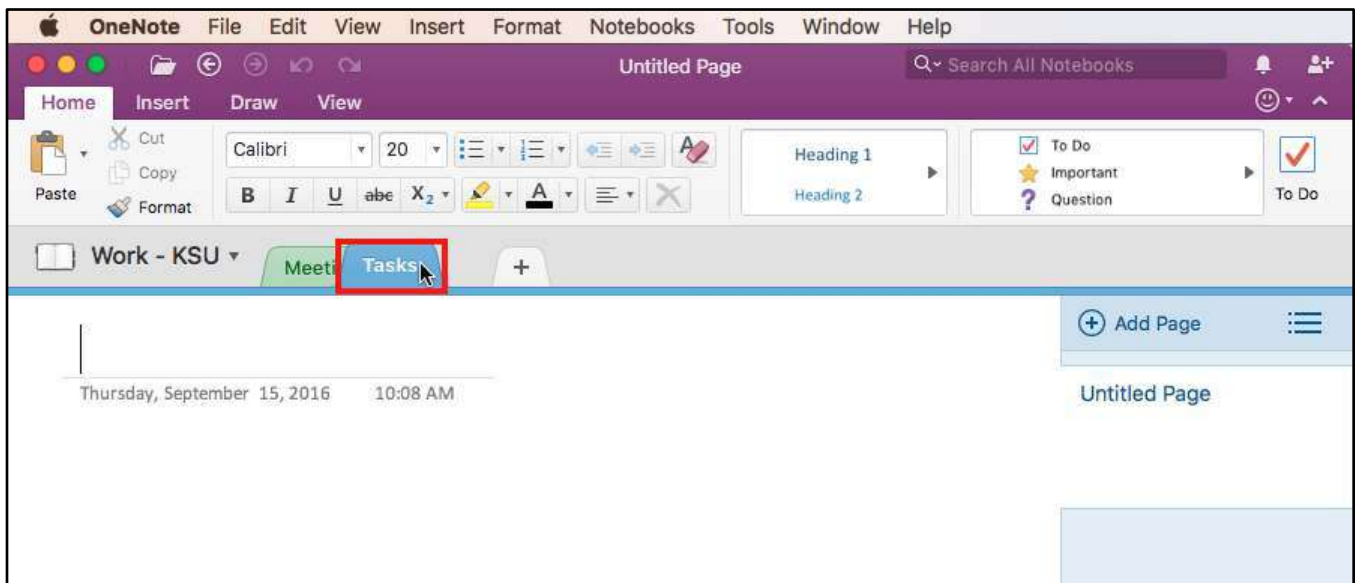 OneNote File Edit View Insert Format Notebooks Tools Window Help
Untitled Page
Search All Notebooks
Home Insert Draw View
Paste
Cut
Copy
Format
Calibri 20
B I U abc X2 A
Heading 1
Heading 2
To Do
Important
Question
To Do
Work - KSU Meeti Tasks +
Add Page
Thursday, September 15, 2016 10:08 AM
Untitled Page